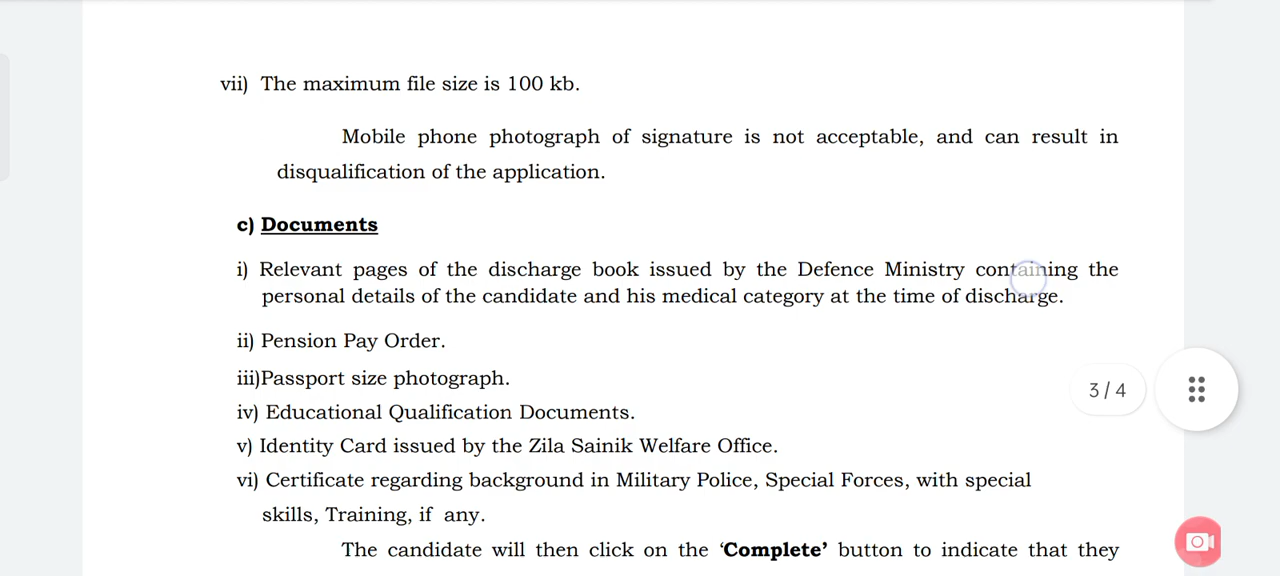 vii) The maximum file size is 100 kb.
Mobile phone photograph of signature is not acceptable, and can result in
disqualification of the application.
c) Documents
i) Relevant pages of the discharge book issued by the Defence Ministry containing the
personal details of the candidate and his medical category at the time of discharge.
ii) Pension Pay Order.
iii)Passport size photograph.
3 / 4
iv) Educational Qualification Documents.
v) Identity Card issued by the Zila Sainik Welfare Office.
vi) Certificate regarding background in Military Police, Special Forces, with special
skills, Training, if any.
The candidate will then click on the ‘Complete’ button to indicate that they